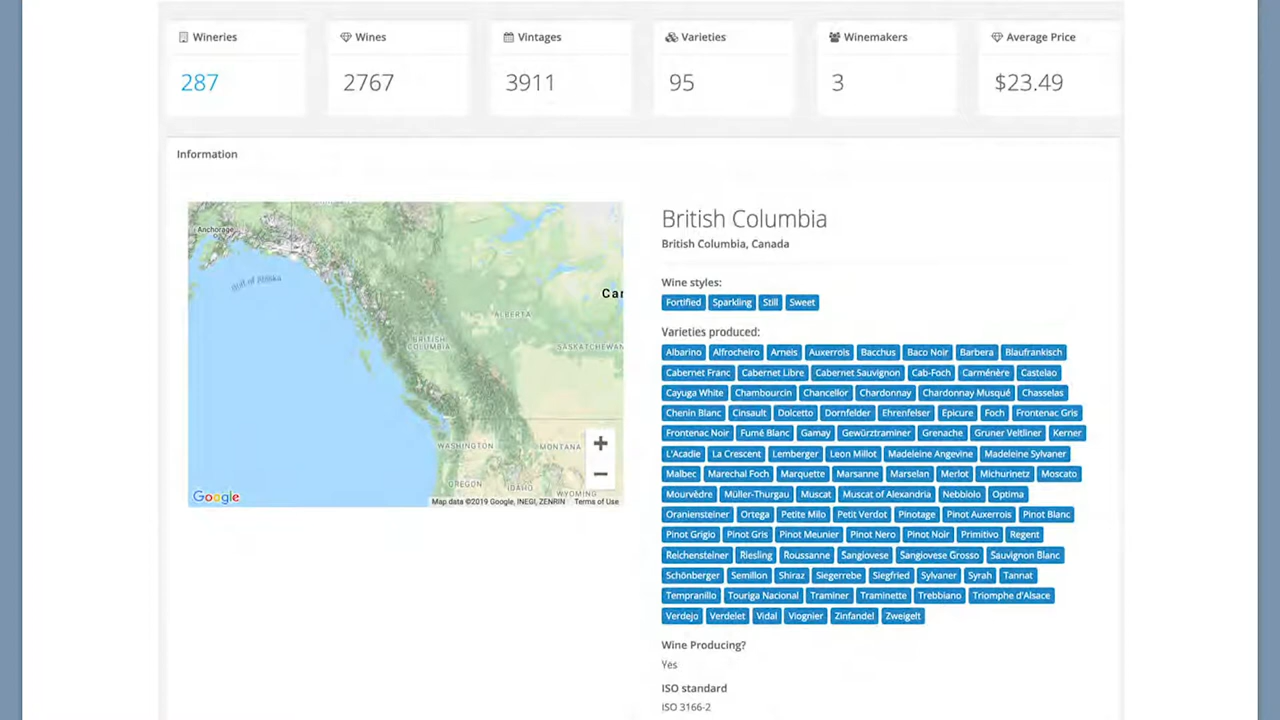 Wineries
287
Wines
2767
Vintages
3911
Varieties
95
Winemakers
3
Average Price
$23.49
Information
Anchorage
Gulf of Alaska
Car
ALBERTA
BRITISH
COLUMBIA
SASKATCHEWAN
WASHINGTON
MONTANA
OREGON
IDAHO
WYOMING
Google
Map data ©2019 Google, INEGI, ZENRIN Terms of Use
British Columbia
British Columbia, Canada
Wine styles:
Fortified Sparkling Still Sweet
Varieties produced:
Albarino Alfrocheiro Arneis Auxerrois Bacchus Baco Noir Barbera Blaufrankisch
Cabernet Franc Cabernet Libre Cabernet Sauvignon Cab-Foch Carménère Castelao
Cayuga White Chambourcin Chancellor Chardonnay Chardonnay Musqué Chasselas
Chenin Blanc Cinsault Dolcetto Dornfelder Ehrenfelser Epicure Foch Frontenac Gris
Frontenac Noir Fumé Blanc Gamay Gewürztraminer Grenache Gruner Veltliner Kerner
L'Acadie La Crescent Lemberger Leon Millot Madeleine Angevine Madeleine Sylvaner
Malbec Marechal Foch Marquette Marsanne Marselan Merlot Michurinetz Moscato
Mourvèdre Müller-Thurgau Muscat Muscat of Alexandria Nebbiolo Optima
Oraniensteiner Ortega Petite Milo Petit Verdot Pinotage Pinot Auxerrois Pinot Blanc
Pinot Grigio Pinot Gris Pinot Meunier Pinot Nero Pinot Noir Primitivo Regent
Reichensteiner Riesling Roussanne Sangiovese Sangiovese Grosso Sauvignon Blanc
Schönberger Semillon Shiraz Siegerrebe Siegfried Sylvaner Syrah Tannat
Tempranillo Touriga Nacional Traminer Traminette Trebbiano Triomphe d'Alsace
Verdejo Verdelet Vidal Viognier Zinfandel Zweigelt
Wine Producing?
Yes
ISO standard
ISO 3166-2